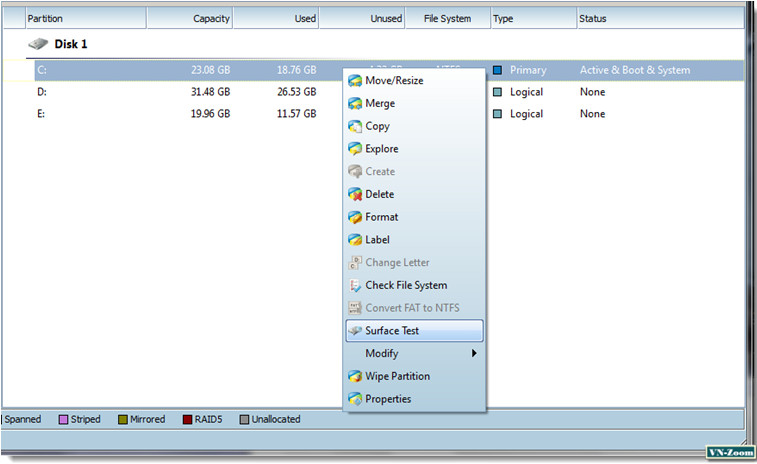 Partition Capacity Used Unused File System Type Status
Disk 1
C: 23.08 GB 18.76 GB Primary Active & Boot & System
D: 31.48 GB 26.53 GB Logical None
E: 19.96 GB 11.57 GB Logical None
Move/Resize
Merge
Copy
Explore
Create
Delete
Format
Label
Change Letter
Check File System
Convert FAT to NTFS
Surface Test
Modify
Wipe Partition
Properties
Spanned Striped Mirrored RAID5 Unallocated
VN-Zoom